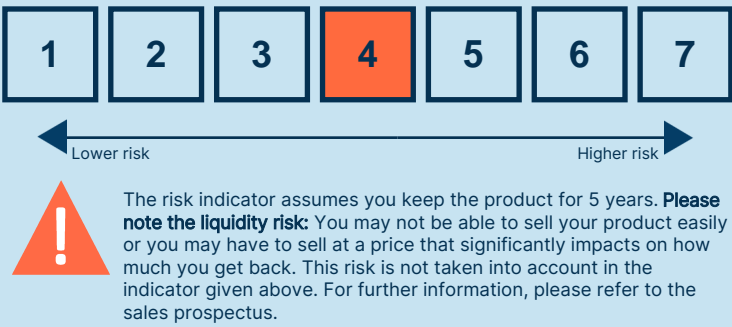 1 2 3 4 5 6 7
Lower risk Higher risk
The risk indicator assumes you keep the product for 5 years. Please
note the liquidity risk: You may not be able to sell your product easily
or you may have to sell at a price that significantly impacts on how
much you get back. This risk is not taken into account in the
indicator given above. For further information, please refer to the
sales prospectus.
!